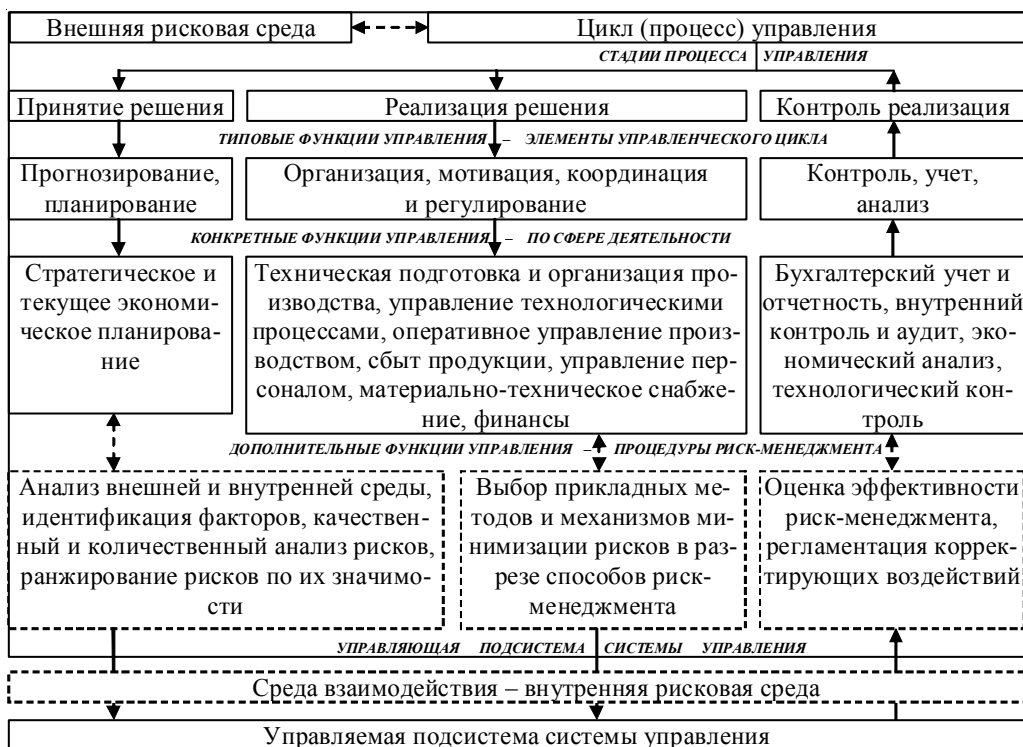 Внешняя рисковая среда
Цикл (процесс) управления
СТАДИИ ПРОЦЕССА УПРАВЛЕНИЯ
Принятие решения
Реализация решения
Контроль реализация
ТИПОВЫЕ ФУНКЦИИ УПРАВЛЕНИЯ – ЭЛЕМЕНТЫ УПРАВЛЕНЧЕСКОГО ЦИКЛА
Прогнозирование,
планирование
Организация, мотивация, координация
и регулирование
Контроль, учет,
анализ
КОНКРЕТНЫЕ ФУНКЦИИ УПРАВЛЕНИЯ – ПО СФЕРЕ ДЕЯТЕЛЬНОСТИ
Стратегическое и
текущее экономи-
ческое планирова-
ние
Техническая подготовка и организация про-
изводства, управление технологическими
процессами, оперативное управление произ-
водством, сбыт продукции, управление пер-
соналом, материально-техническое снабже-
ние, финансы
Бухгалтерский учет и
отчетность, внутренний
контроль и аудит, эко-
номический анализ,
технологический кон-
троль
ДОПОЛНИТЕЛЬНЫЕ ФУНКЦИИ УПРАВЛЕНИЯ – ПРОЦЕДУРЫ РИСК-МЕНЕДЖМЕНТА
Анализ внешней и внутренней среды,
идентификация факторов, качествен-
ный и количественный анализ рисков,
ранжирование рисков по их значимо-
сти
Выбор прикладных ме-
тодов и механизмов ми-
нимизации рисков в раз-
резе способов риск-
менеджмента
Оценка эффективности
риск-менеджмента,
регламентация коррек-
тирующих воздействий
УПРАВЛЯЮЩАЯ ПОДСИСТЕМА СИСТЕМЫ УПРАВЛЕНИЯ
Среда взаимодействия – внутренняя рисковая среда
Управляемая подсистема системы управления